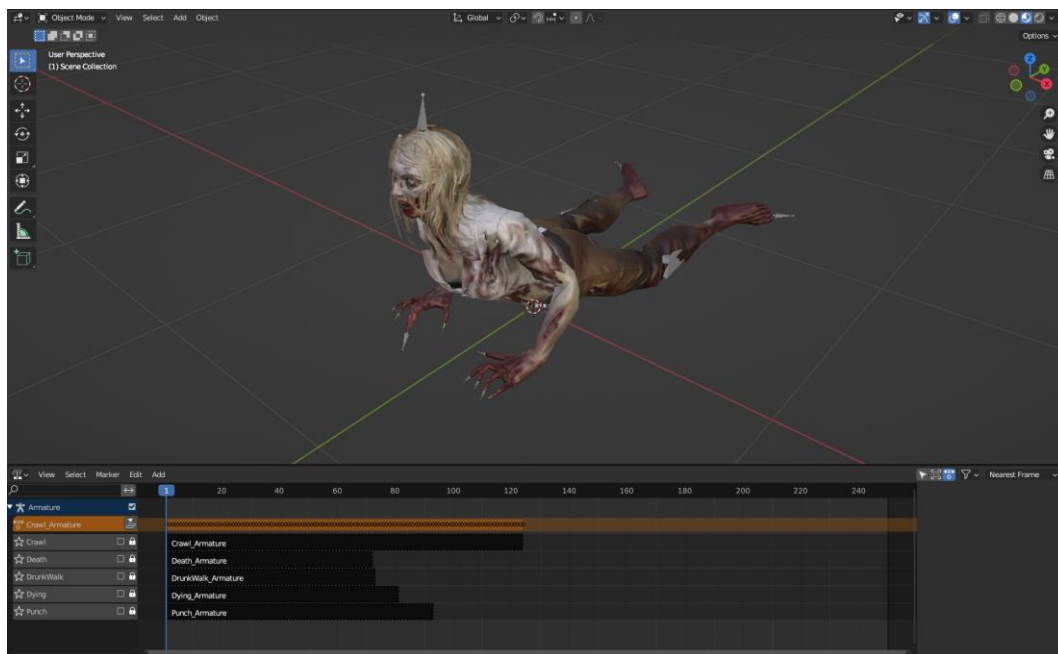 Object Mode View Select Add Object Global
Options
User Perspective
(1) Scene Collection
Z
Y
X
View Select Marker Edit Add Nearest Frame
1 20 40 60 80 100 120 140 160 180 200 220 240
Armature
Crawl_Armature
Crawl Crawl_Armature
Death Death_Armature
DrunkWalk DrunkWalk_Armature
Dying Dying_Armature
Punch Punch_Armature